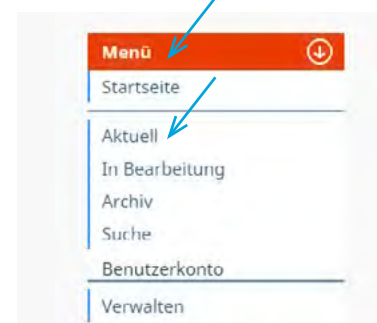 Menü
Startseite
Aktuell
In Bearbeitung
Archiv
Suche
Benutzerkonto
Verwalten